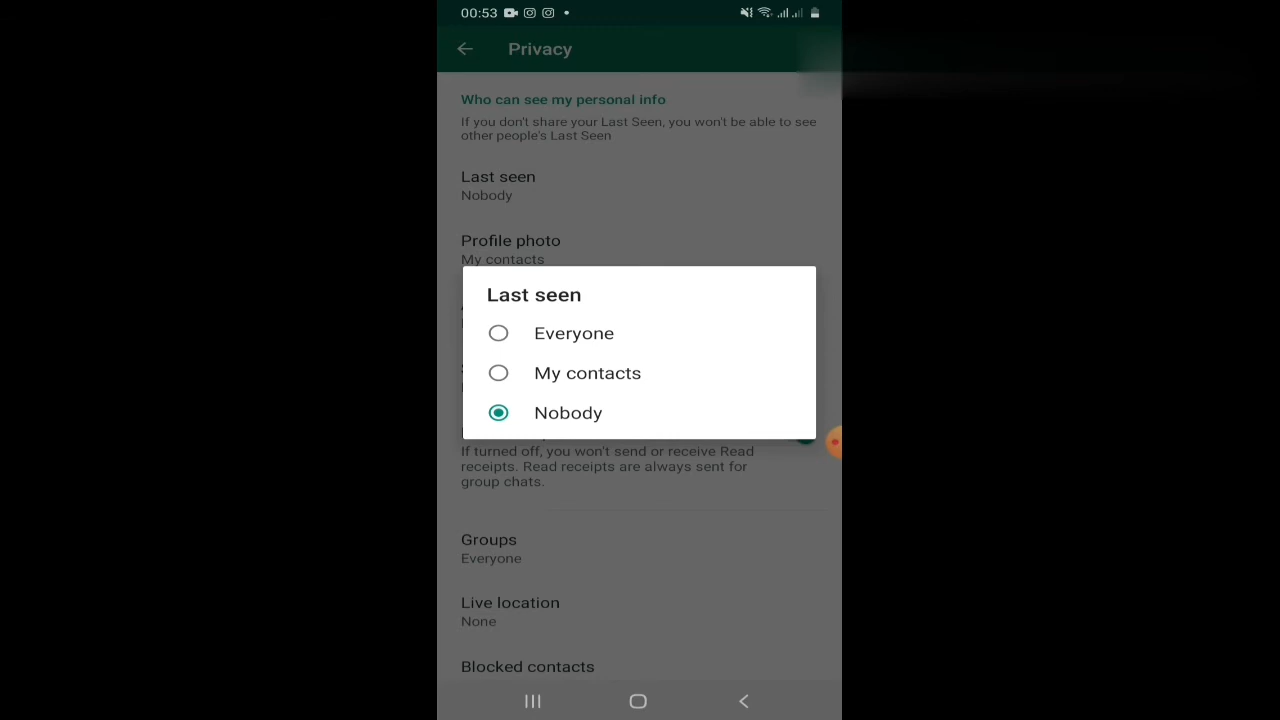 00:53
Privacy
Who can see my personal info
If you don't share your Last Seen, you won't be able to see
other people's Last Seen
Last seen
Nobody
Profile photo
My contacts
Last seen
Everyone
My contacts
Nobody
If turned off, you won't send or receive Read
receipts. Read receipts are always sent for
group chats.
Groups
Everyone
Live location
None
Blocked contacts